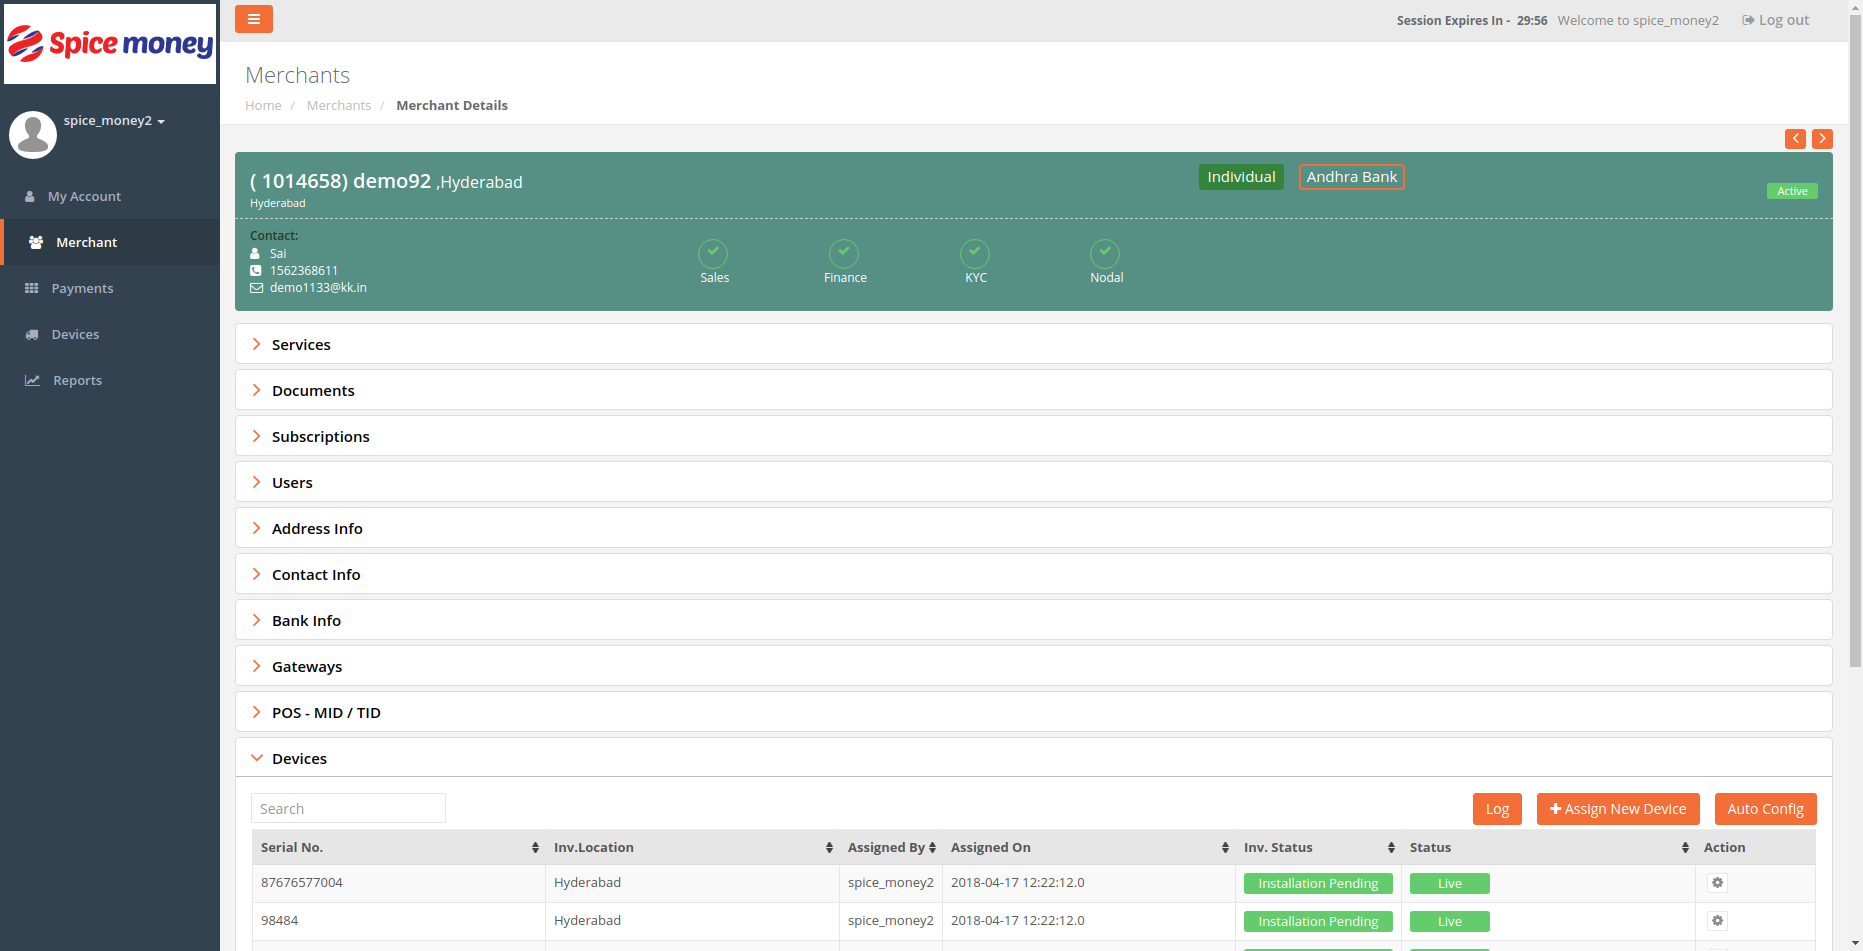 Spice money
Session Expires In - 29:56 Welcome to spice_money2 Log out
spice_money2
My Account
Merchant
Payments
Devices
Reports
Merchants
Home / Merchants / Merchant Details
( 1014658) demo92 ,Hyderabad
Hyderabad
Individual Andhra Bank
Active
Contact:
Sai
1562368611
demo1133@kk.in
Sales Finance KYC Nodal
Services
Documents
Subscriptions
Users
Address Info
Contact Info
Bank Info
Gateways
POS - MID / TID
Devices
Search Log Assign New Device Auto Config
Serial No. Inv.Location Assigned By Assigned On Inv. Status Status Action
87676577004 Hyderabad spice_money2 2018-04-17 12:22:12.0 Installation Pending Live
98484 Hyderabad spice_money2 2018-04-17 12:22:12.0 Installation Pending Live